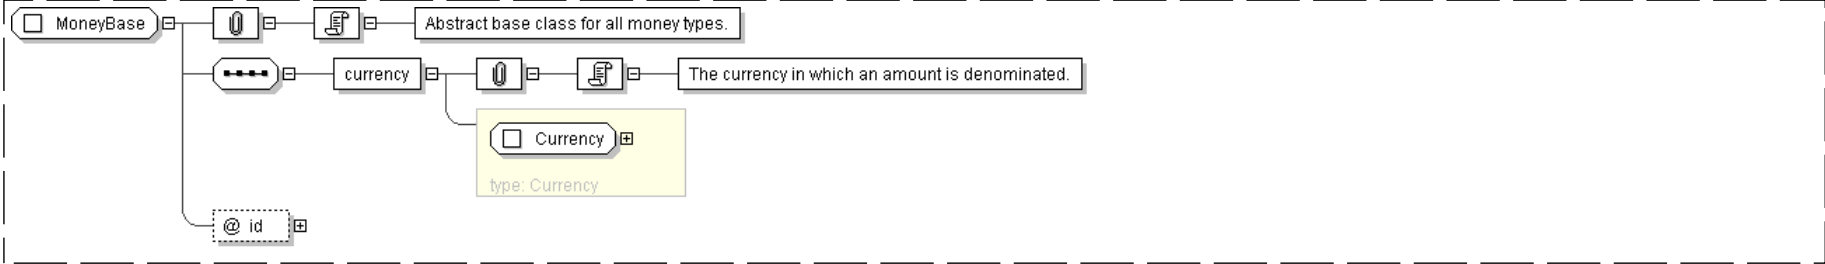 MoneyBase
Abstract base class for all money types.
currency
The currency in which an amount is denominated.
Currency
type: Currency
@ id